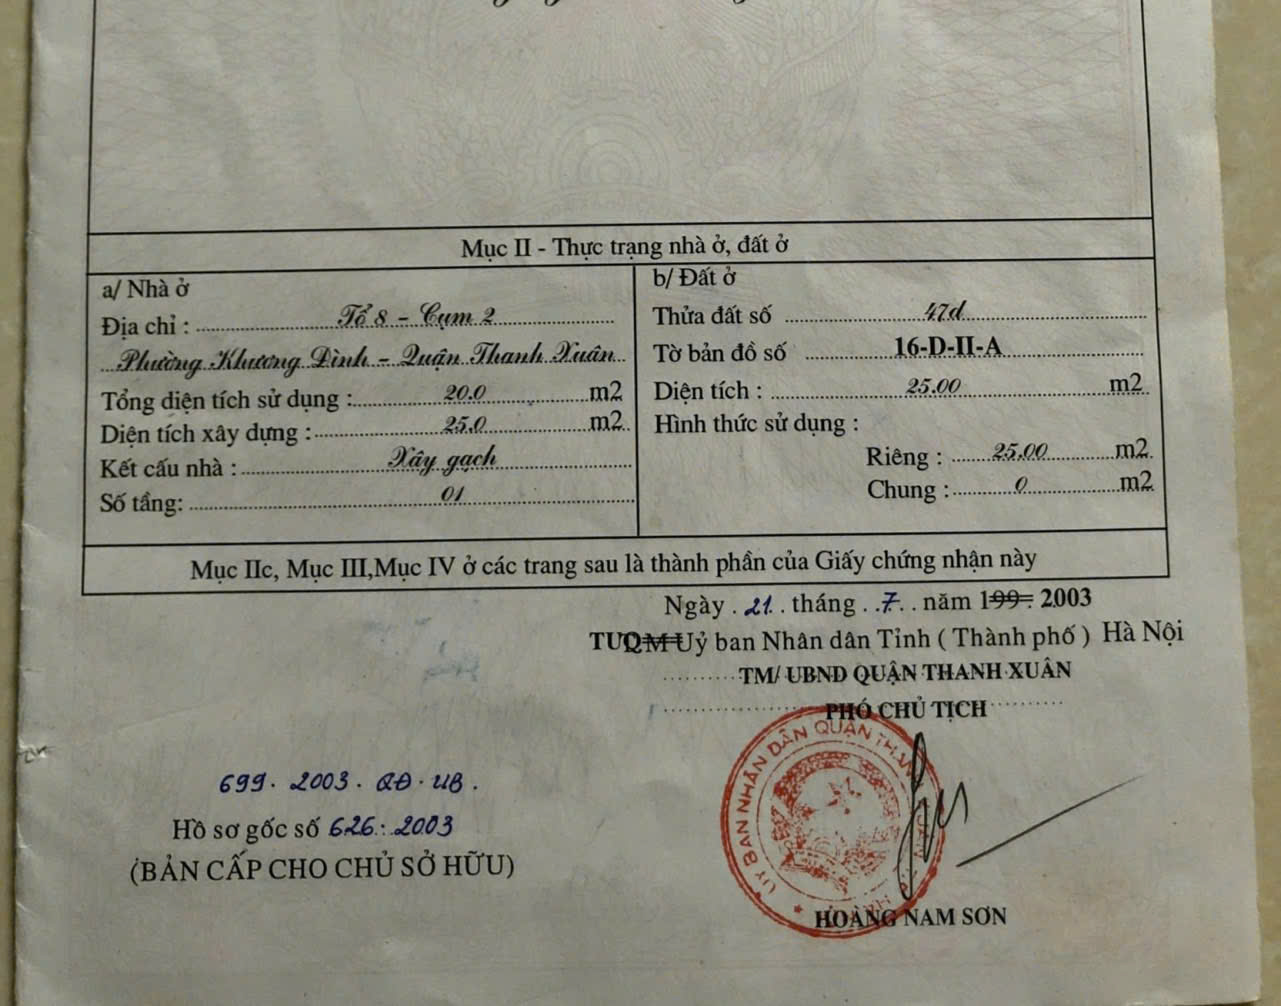 Mục II - Thực trạng nhà ở, đất ở
a/ Nhà ở
Địa chỉ : Tổ 8 - Cụm 2
Phường Khương Đình - Quận Thanh Xuân
Tổng diện tích sử dụng : 20.0 m2
Diện tích xây dựng : 25.0 m2
Kết cấu nhà : Xây gạch
Số tầng: 01
b/ Đất ở
Thửa đất số 47d
Tờ bản đồ số 16-D-II-A
Diện tích : 25.00 m2
Hình thức sử dụng :
Riêng : 25.00 m2
Chung : 0 m2
Mục IIc, Mục III,Mục IV ở các trang sau là thành phần của Giấy chứng nhận này
Ngày 21 tháng 7 năm 199 2003
TUQ M Uỷ ban Nhân dân Tỉnh ( Thành phố ) Hà Nội
TM/ UBND QUẬN THANH XUÂN
PHÓ CHỦ TỊCH
UỶ BAN NHÂN DÂN QUẬN THANH
HOÀNG NAM SƠN
699 . 2003 . QĐ . UB .
Hồ sơ gốc số 626 . 2003
(BẢN CẤP CHO CHỦ SỞ HỮU)